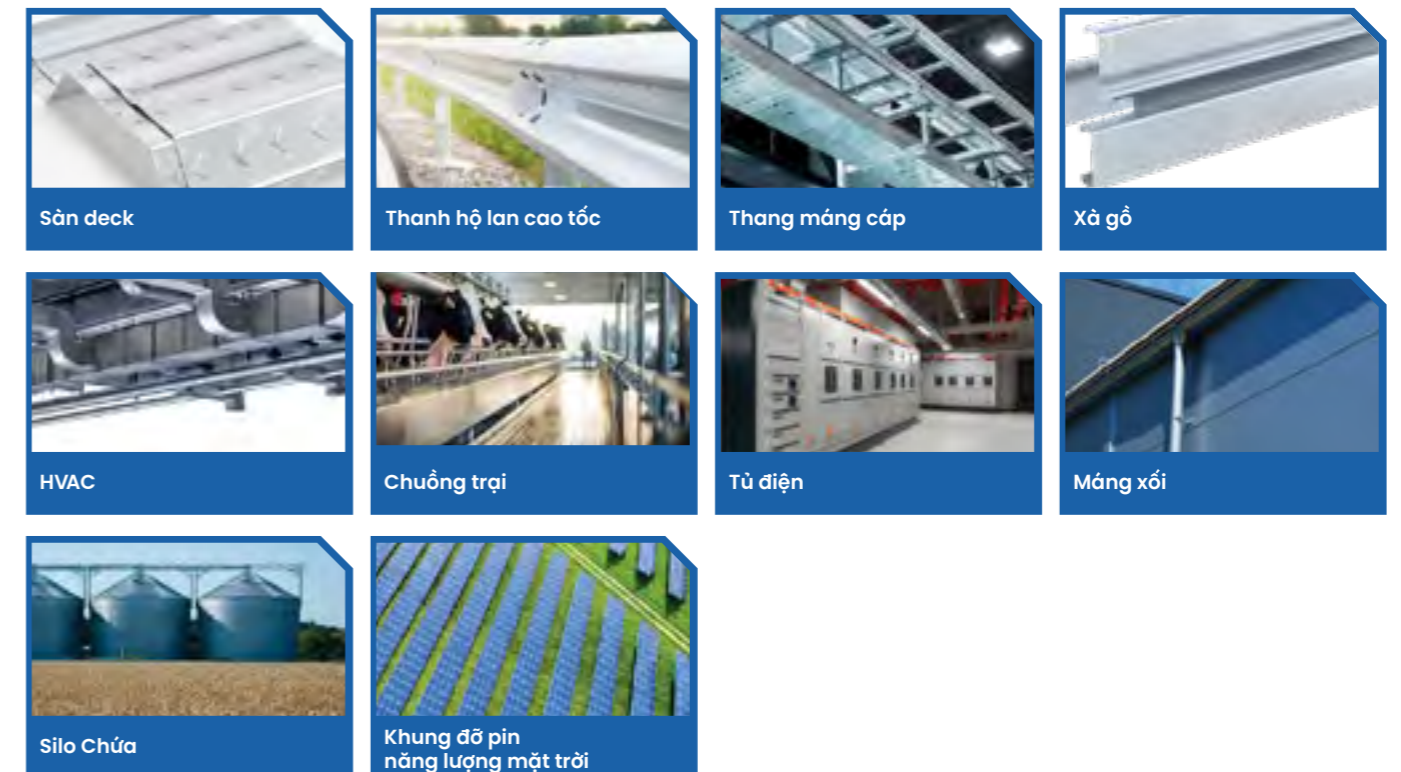 Sàn deck
Thanh hộ lan cao tốc
Thang máng cáp
Xà gồ
HVAC
Chuồng trại
Tủ điện
Máng xối
Silo Chứa
Khung đỡ pin
năng lượng mặt trời